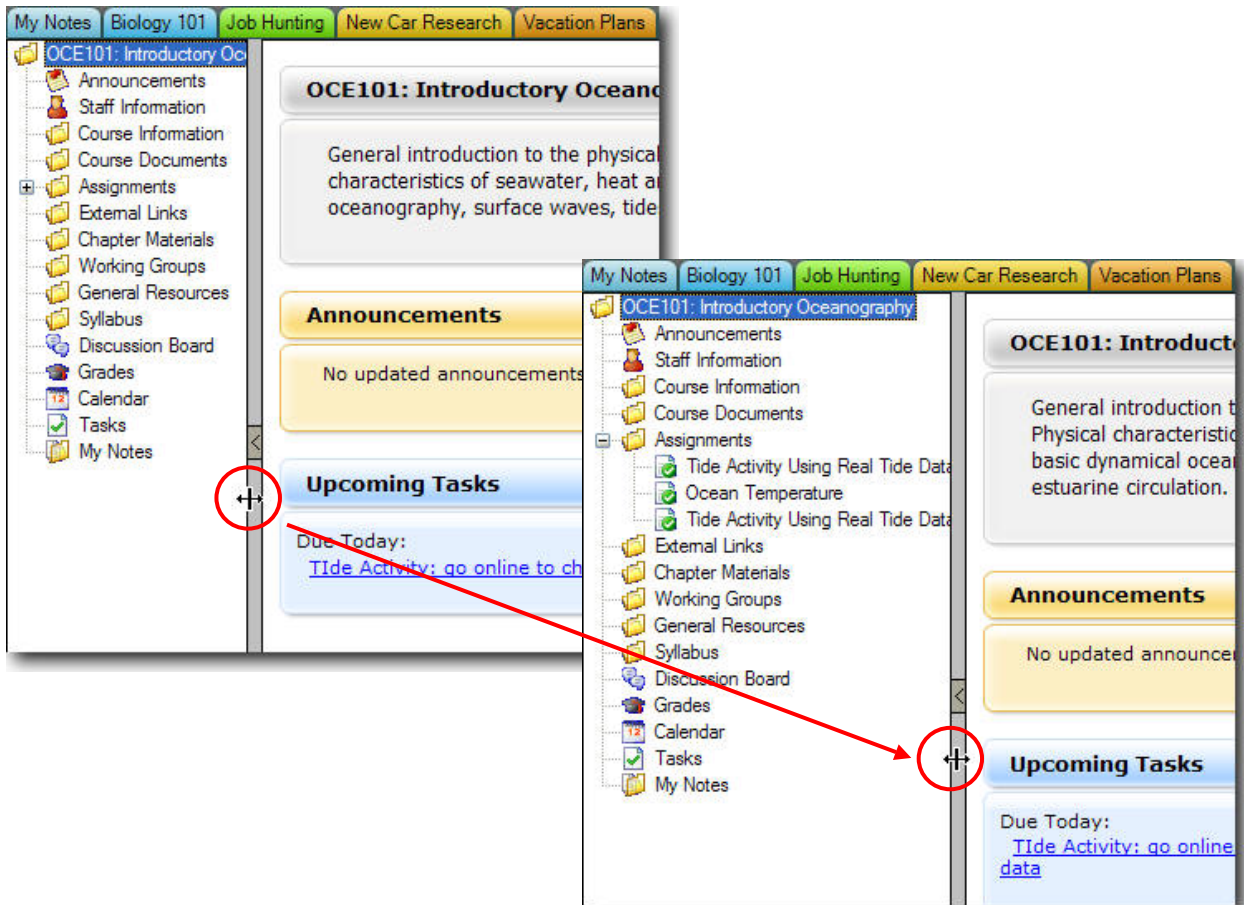 My Notes Biology 101 Job Hunting New Car Research Vacation Plans
OCE101: Introductory Oc
Announcements
Staff Information
Course Information
Course Documents
Assignments
External Links
Chapter Materials
Working Groups
General Resources
Syllabus
Discussion Board
Grades
12 Calendar
Tasks
My Notes
OCE101: Introductory Oceano
General introduction to the physical
characteristics of seawater, heat a
oceanography, surface waves, tide
Announcements
No updated announcements
Upcoming Tasks
Due Today:
TIde Activity: go online to ch
My Notes Biology 101 Job Hunting New Car Research Vacation Plans
OCE101: Introductory Oceanography
Announcements
Staff Information
Course Information
Course Documents
Assignments
Tide Activity Using Real Tide Data
Ocean Temperature
Tide Activity Using Real Tide Data
External Links
Chapter Materials
Working Groups
General Resources
Syllabus
Discussion Board
Grades
12 Calendar
Tasks
My Notes
OCE101: Introducto
General introduction t
Physical characteristic
basic dynamical ocea
estuarine circulation.
Announcements
No updated announce
Upcoming Tasks
Due Today:
TIde Activity: go online
data